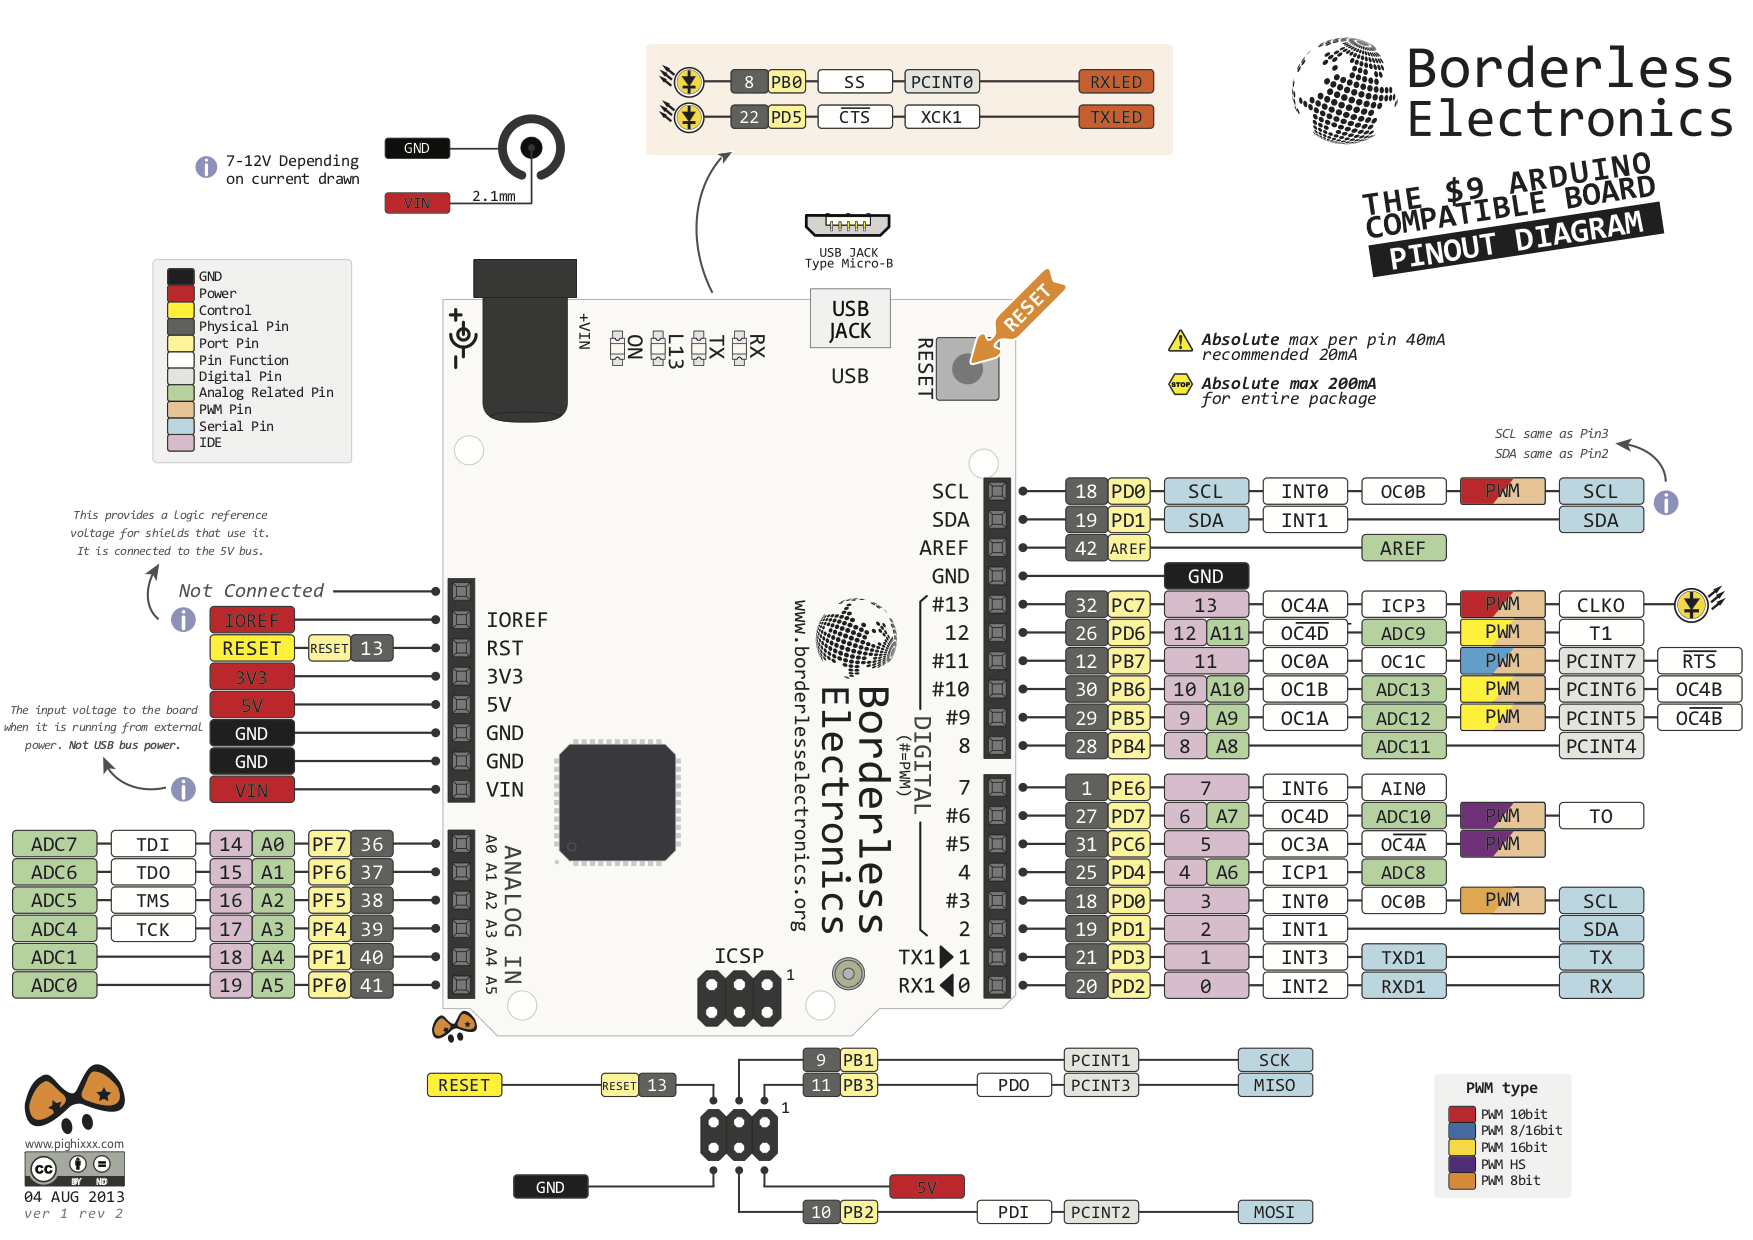 8 PB0 SS PCINT0 RXLED
22 PD5 CTS XCK1 TXLED
Borderless
Electronics
THE $9 ARDUINO
COMPATIBLE BOARD
PINOUT DIAGRAM
7-12V Depending
on current drawn
GND
VIN
2.1mm
USB JACK
Type Micro-B
GND
Power
Control
Physical Pin
Port Pin
Pin Function
Digital Pin
Analog Related Pin
PWM Pin
Serial Pin
IDE
+
-
+VIN
ON
L13
TX
RX
USB
JACK
USB
RESET
RESET
Absolute max per pin 40mA
recommended 20mA
STOP
Absolute max 200mA
for entire package
SCL same as Pin3
SDA same as Pin2
This provides a logic reference
voltage for shields that use it.
It is connected to the 5V bus.
Not Connected
IOREF IOREF
RESET RESET 13 RST
3V3 3V3
5V 5V
GND GND
GND GND
VIN VIN
The input voltage to the board
when it is running from external
power. Not USB bus power.
ADC7 TDI 14 A0 PF7 36 A0
ADC6 TDO 15 A1 PF6 37 A1
ADC5 TMS 16 A2 PF5 38 A2
ADC4 TCK 17 A3 PF4 39 A3
ADC1 18 A4 PF1 40 A4
ADC0 19 A5 PF0 41 A5
ANALOG IN
www.borderlesselectronics.org
Borderless
Electronics
DIGITAL
(#=PWM)
SCL 18 PD0 SCL INT0 OC0B PWM SCL
SDA 19 PD1 SDA INT1 SDA
AREF 42 AREF AREF
GND GND
#13 32 PC7 13 OC4A ICP3 PWM CLKO
12 26 PD6 12 A11 OC4D ADC9 PWM T1
#11 12 PB7 11 OC0A OC1C PWM PCINT7 RTS
#10 30 PB6 10 A10 OC1B ADC13 PWM PCINT6 OC4B
#9 29 PB5 9 A9 OC1A ADC12 PWM PCINT5 OC4B
8 28 PB4 8 A8 ADC11 PCINT4
7 1 PE6 7 INT6 AIN0
#6 27 PD7 6 A7 OC4D ADC10 PWM TO
#5 31 PC6 5 OC3A OC4A PWM
4 25 PD4 4 A6 ICP1 ADC8
#3 18 PD0 3 INT0 OC0B PWM SCL
2 19 PD1 2 INT1 SDA
TX1 1 21 PD3 1 INT3 TXD1 TX
RX1 0 20 PD2 0 INT2 RXD1 RX
ICSP
1
9 PB1 PCINT1 SCK
RESET RESET 13 11 PB3 PDO PCINT3 MISO
1
GND 5V
10 PB2 PDI PCINT2 MOSI
www.pighixxx.com
cc BY ND
04 AUG 2013
ver 1 rev 2
PWM type
PWM 10bit
PWM 8/16bit
PWM 16bit
PWM HS
PWM 8bit